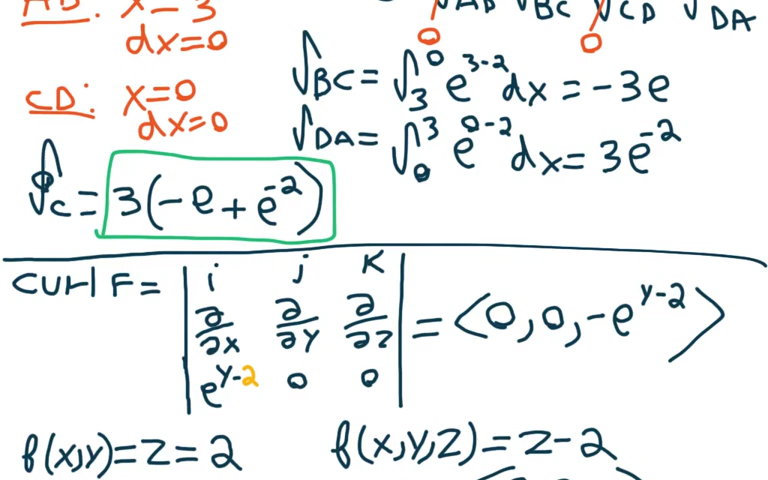 AB: x=3 ∫AB ∫BC ∫CD ∫DA
dx=0 0 0
∫BC = ∫₃⁰ e^(3-2) dx = -3e
CD: x=0
dx=0
∫DA = ∫₀³ e^(0-2) dx = 3e^(-2)
∮C = 3(-e+e^(-2))
curl F = | i j k |
| ∂/∂x ∂/∂y ∂/∂z | = <0,0,-e^(y-2)>
| e^(y-2) 0 0 |
f(x,y)=z=2 f(x,y,z)=z-2